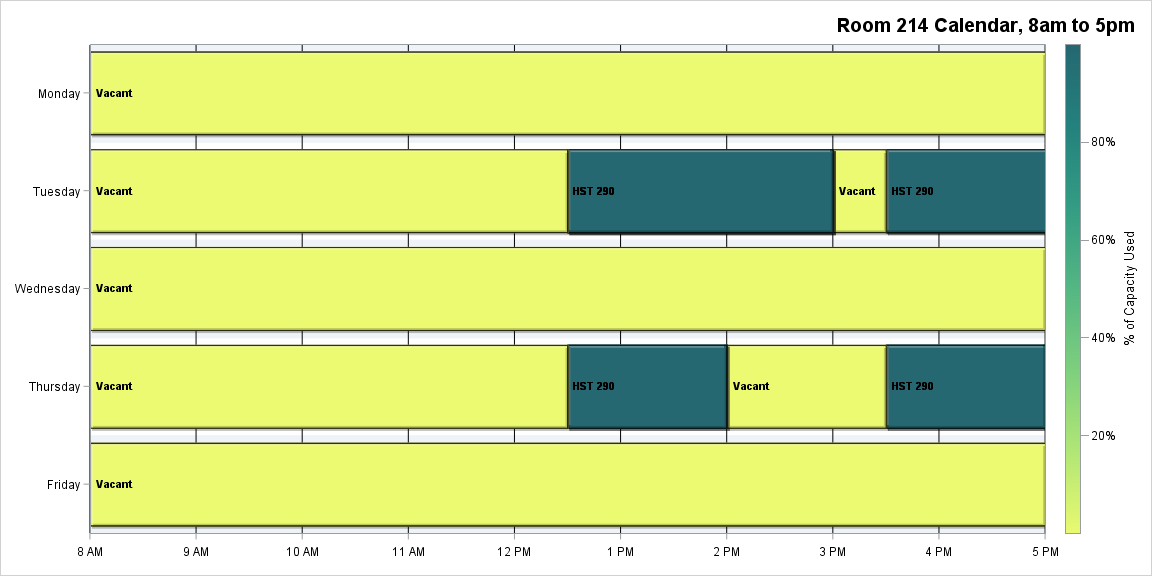 Room 214 Calendar, 8am to 5pm
Monday
Vacant
Tuesday
Vacant
HST 290
Vacant
HST 290
Wednesday
Vacant
Thursday
Vacant
HST 290
Vacant
HST 290
Friday
Vacant
8 AM
9 AM
10 AM
11 AM
12 PM
1 PM
2 PM
3 PM
4 PM
5 PM
80%
60%
40%
20%
% of Capacity Used